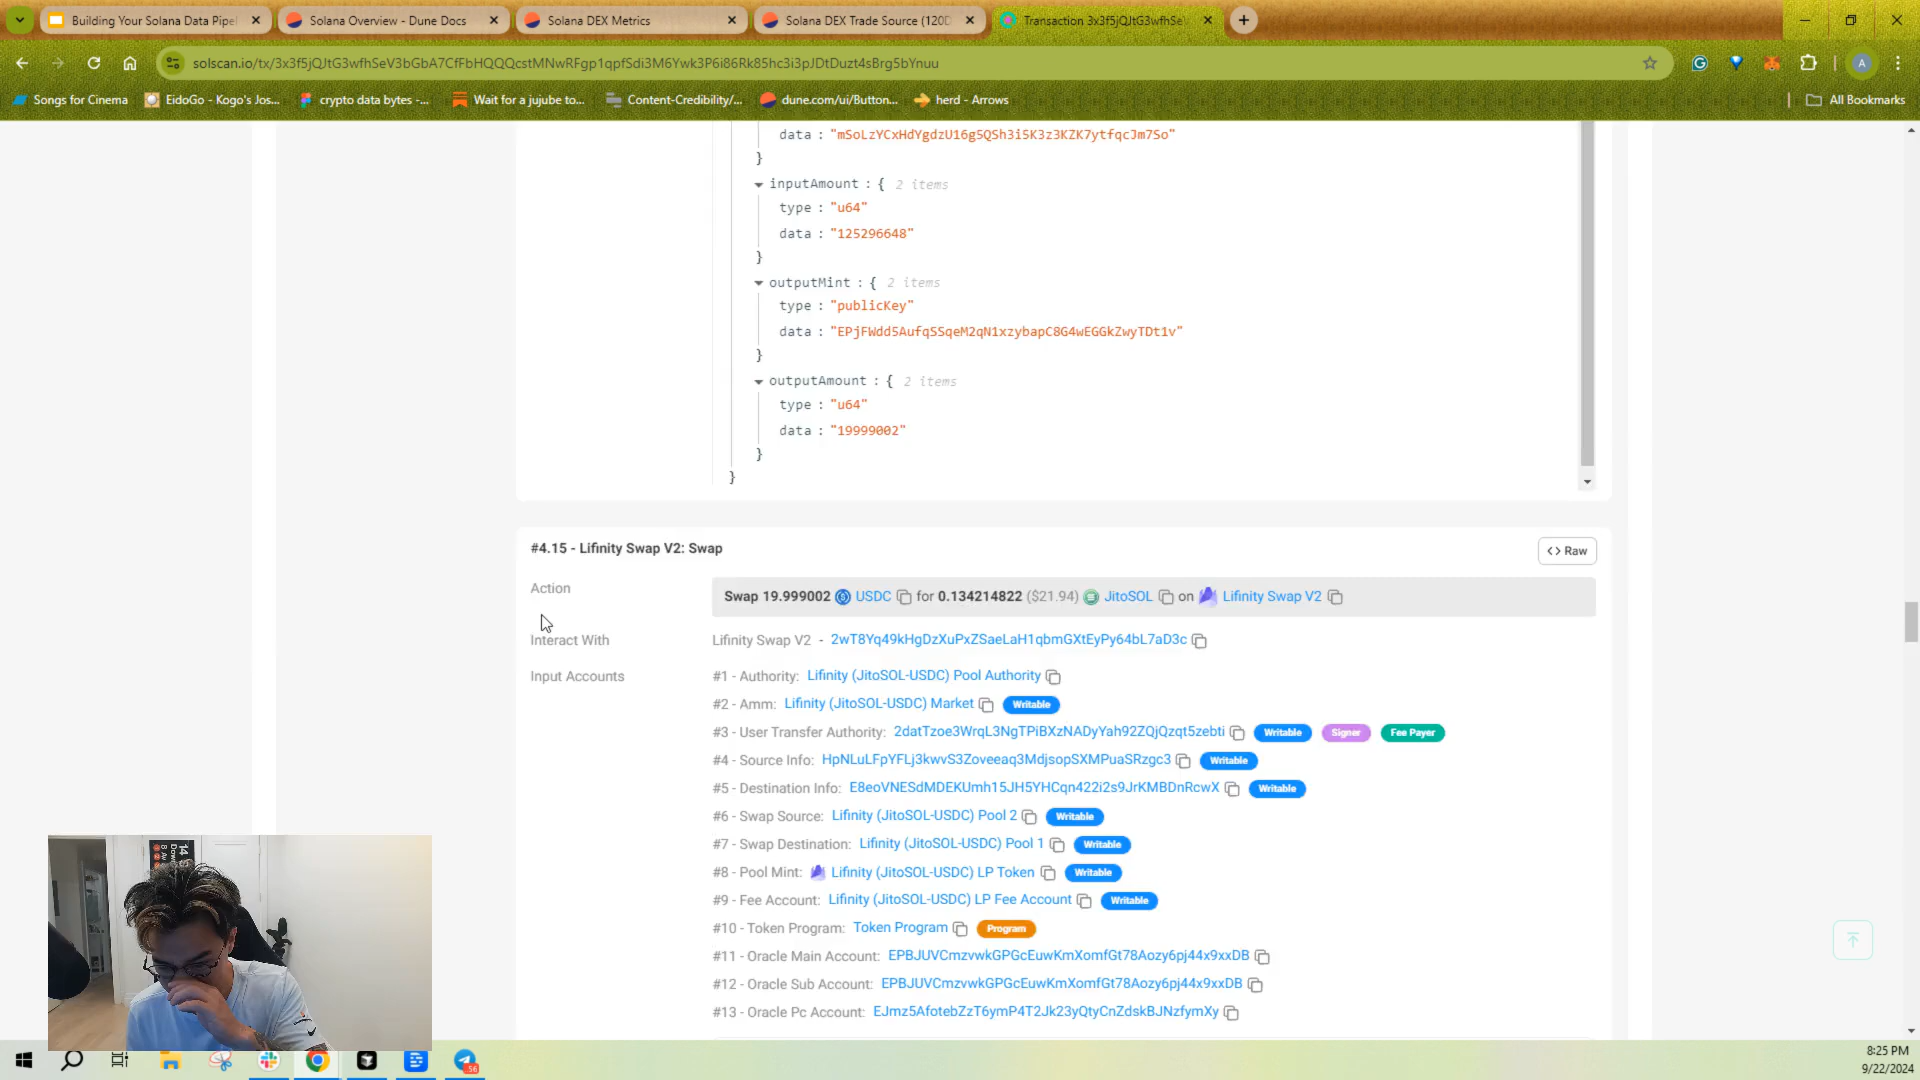 Building Your Solana Data Pipel
Solana Overview - Dune Docs
Solana DEX Metrics
Solana DEX Trade Source (120D
Transaction 3x3f5jQJtG3wfhSe
solscan.io/tx/3x3f5jQJtG3wfhSeV3bGbA7CfFbHQQQcstMNwRFgp1qpfSdi3M6Ywk3P6i86Rk85hc3i3pJDtDuzt4sBrg5bYnuu
A
Songs for Cinema
EidoGo - Kogo's Jos...
crypto data bytes -...
Wait for a jujube to...
Content-Credibility/...
dune.com/ui/Button...
herd - Arrows
All Bookmarks
data : "mSoLzYCxHdYgdzU16g5QSh3i5K3z3KZK7ytfqcJm7So"
}
inputAmount : { 2 items
type : "u64"
data : "125296648"
}
outputMint : { 2 items
type : "publicKey"
data : "EPjFWdd5AufqSSqeM2qN1xzybapC8G4wEGGkZwyTDt1v"
}
outputAmount : { 2 items
type : "u64"
data : "19999002"
}
}
#4.15 - Lifinity Swap V2: Swap
<> Raw
Action
Swap 19.999002 USDC for 0.134214822 ($21.94) JitoSOL on Lifinity Swap V2
Interact With
Lifinity Swap V2 - 2wT8Yq49kHgDzXuPxZSaeLaH1qbmGXtEyPy64bL7aD3c
Input Accounts
#1 - Authority: Lifinity (JitoSOL-USDC) Pool Authority
#2 - Amm: Lifinity (JitoSOL-USDC) Market Writable
#3 - User Transfer Authority: 2datTzoe3WrqL3NgTPiBXzNADyYah92ZQjQzqt5zebti Writable Signer Fee Payer
#4 - Source Info: HpNLuLFpYFLj3kwvS3Zoveeaq3MdjsopSXMPuaSRzgc3 Writable
#5 - Destination Info: E8eoVNESdMDEKUmh15JH5YHCqn422i2s9JrKMBDnRcwX Writable
#6 - Swap Source: Lifinity (JitoSOL-USDC) Pool 2 Writable
#7 - Swap Destination: Lifinity (JitoSOL-USDC) Pool 1 Writable
#8 - Pool Mint: Lifinity (JitoSOL-USDC) LP Token Writable
#9 - Fee Account: Lifinity (JitoSOL-USDC) LP Fee Account Writable
#10 - Token Program: Token Program Program
#11 - Oracle Main Account: EPBJUVCmzvwkGPGcEuwKmXomfGt78Aozy6pj44x9xxDB
#12 - Oracle Sub Account: EPBJUVCmzvwkGPGcEuwKmXomfGt78Aozy6pj44x9xxDB
#13 - Oracle Pc Account: EJmz5AfotebZzT6ymP4T2Jk23yQtyCnZdskBJNzfymXy
56
8:25 PM
9/22/2024